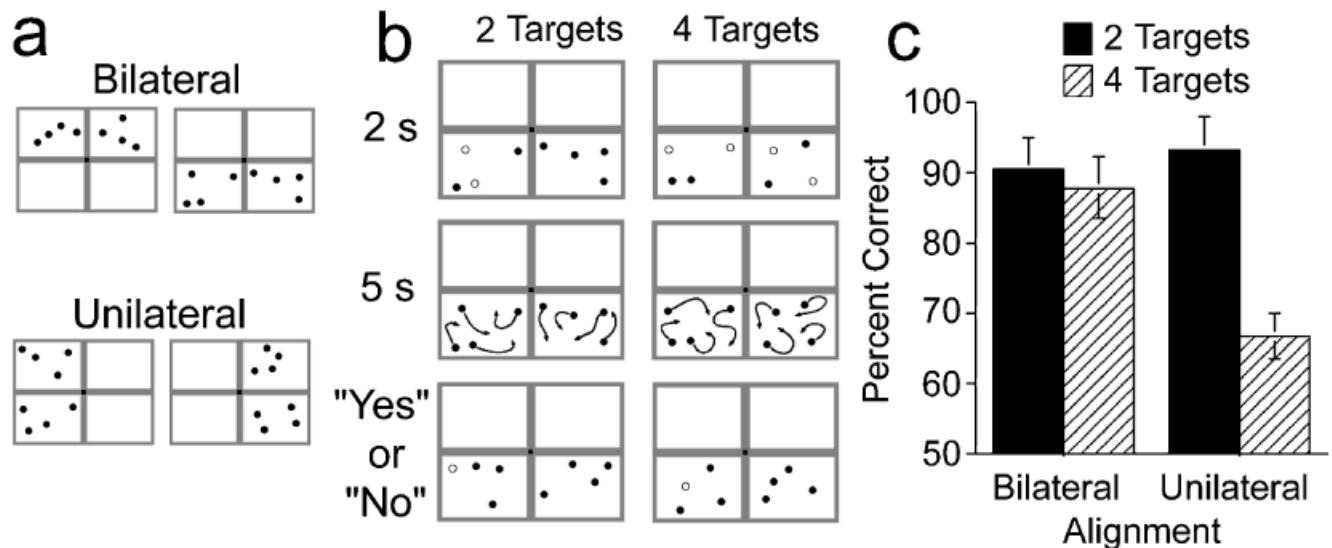 a
Bilateral
Unilateral
b
2 Targets 4 Targets
2 s
5 s
"Yes"
or
"No"
c
2 Targets
4 Targets
Percent Correct
100
90
80
70
60
50
Bilateral Unilateral
Alignment